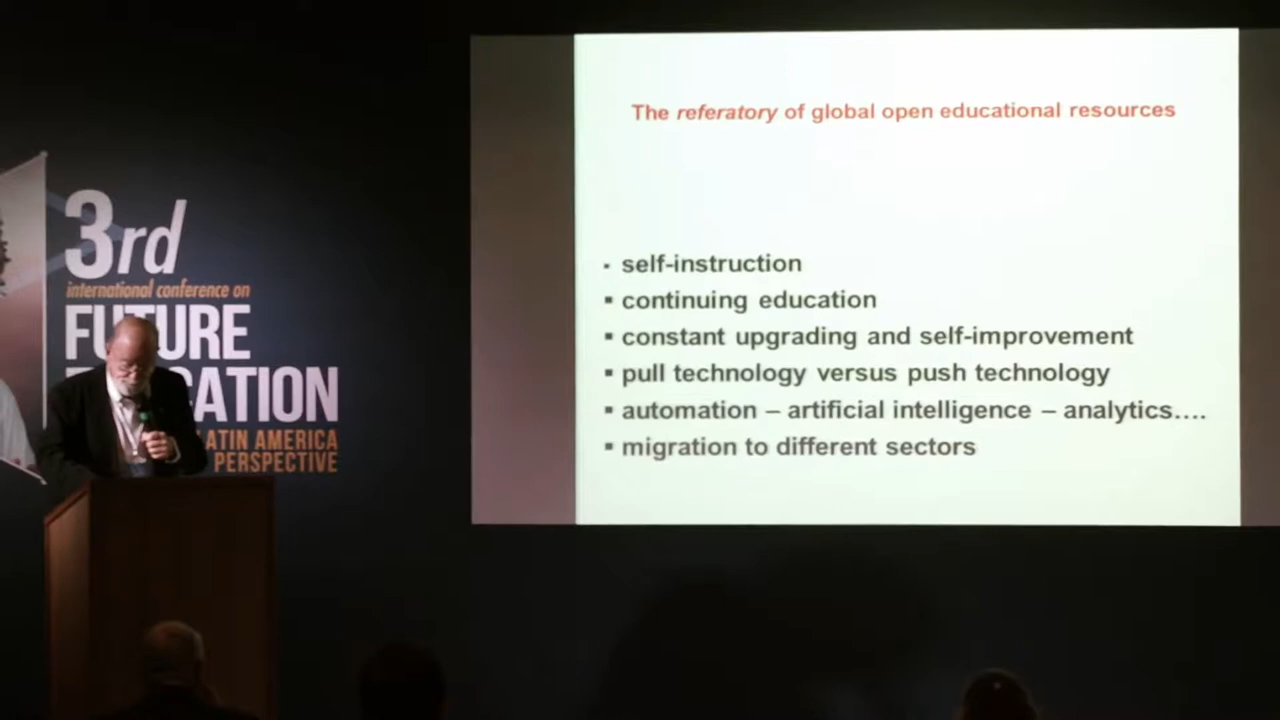 3rd
international conference on
FUTURE
CATION
LATIN AMERICA
PERSPECTIVE
The referatory of global open educational resources
▪ self-instruction
▪ continuing education
▪ constant upgrading and self-improvement
▪ pull technology versus push technology
▪ automation – artificial intelligence – analytics....
▪ migration to different sectors